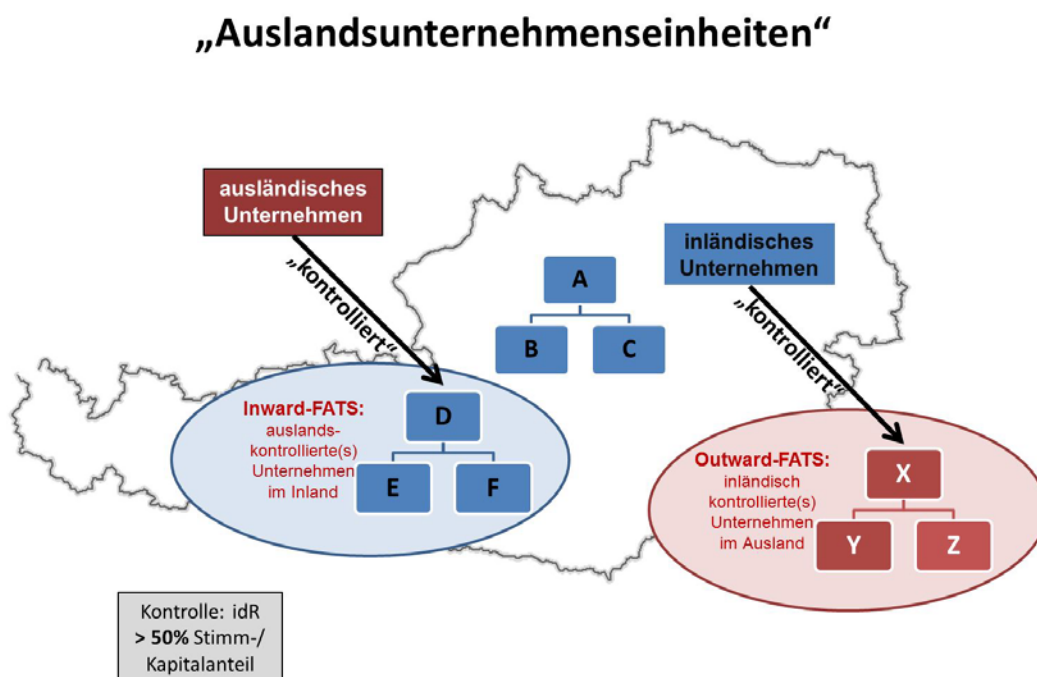 „Auslandsunternehmenseinheiten“
ausländisches
Unternehmen
„kontrolliert“
inländisches
Unternehmen
„kontrolliert“
A
B
C
Inward-FATS:
auslands-
kontrollierte(s)
Unternehmen
im Inland
D
E
F
Outward-FATS:
inländisch
kontrollierte(s)
Unternehmen
im Ausland
X
Y
Z
Kontrolle: idR
> 50% Stimm-/
Kapitalanteil